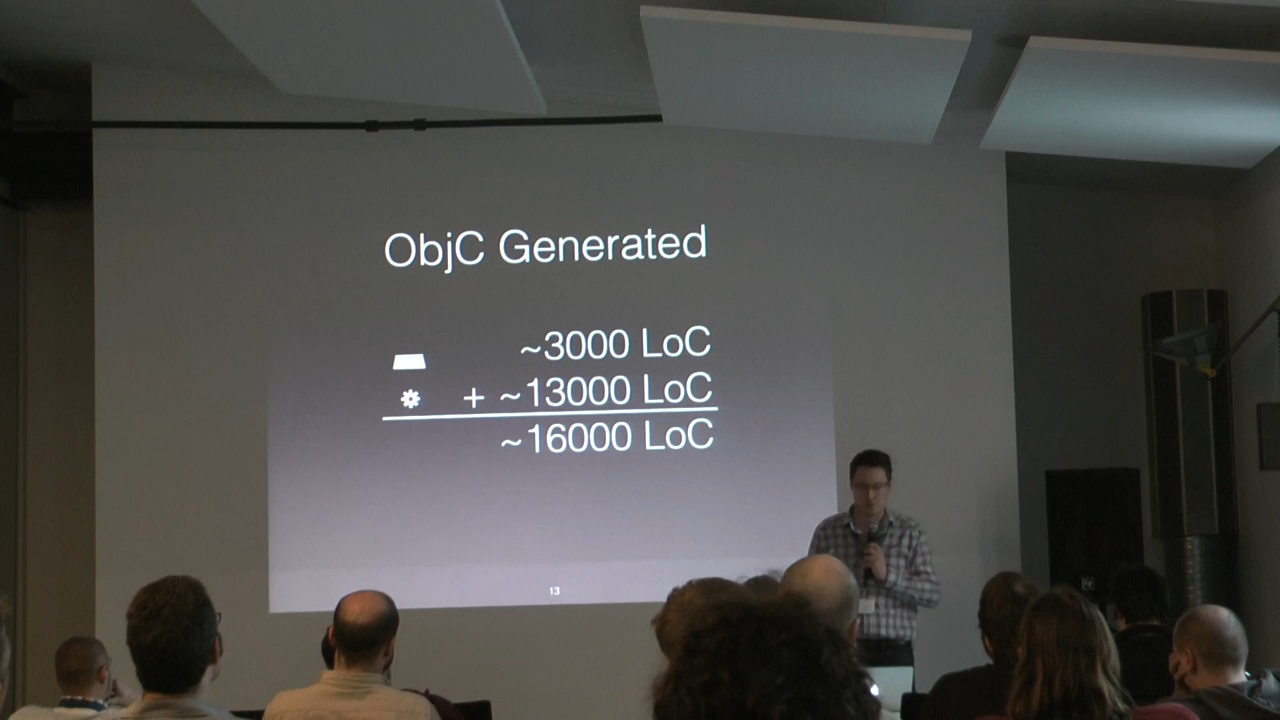 ObjC Generated
~3000 LoC
+ ~13000 LoC
~16000 LoC
13